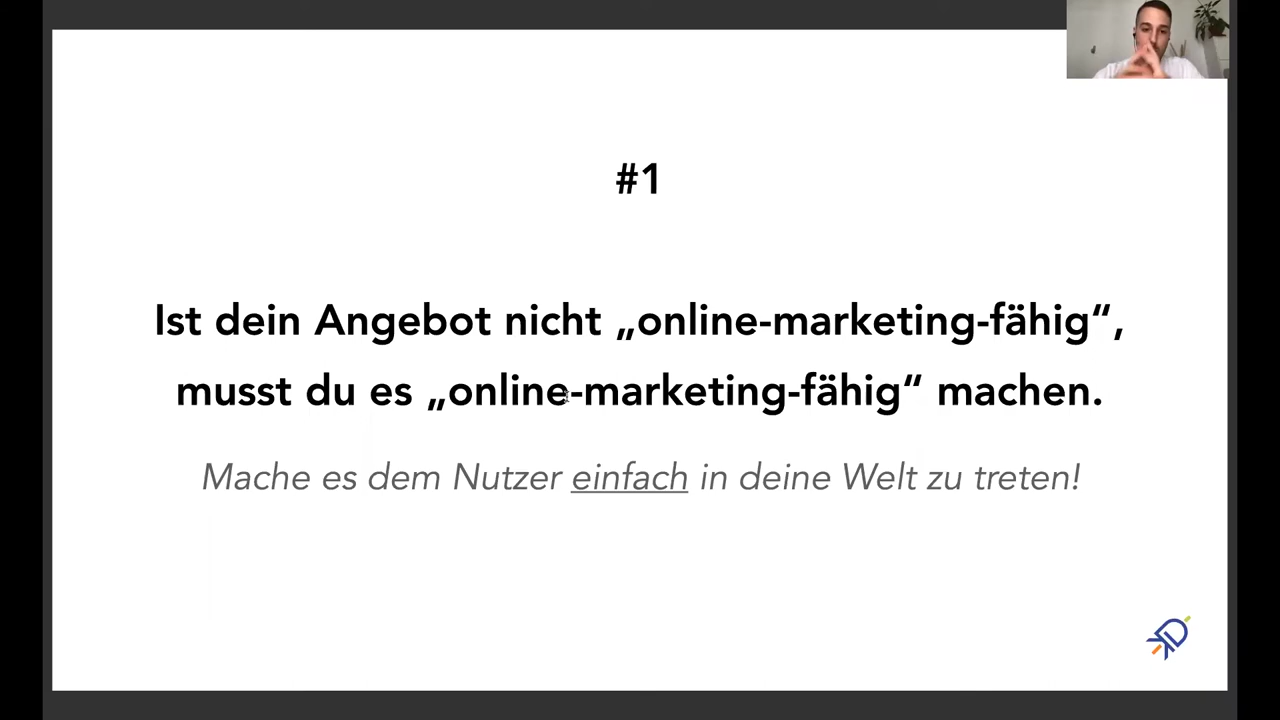 #1
Ist dein Angebot nicht „online-marketing-fähig“,
musst du es „online-marketing-fähig“ machen.
Mache es dem Nutzer einfach in deine Welt zu treten!